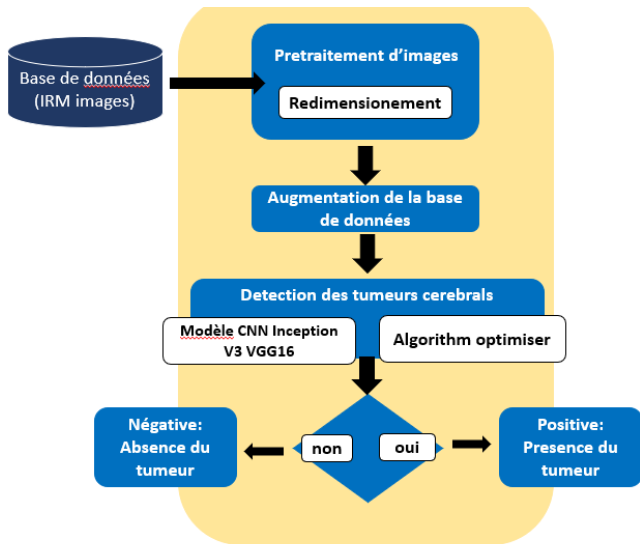 Base de données
(IRM images)
Pretraitement d'images
Redimensionement
Augmentation de la base
de données
Detection des tumeurs cerebrals
Modèle CNN Inception
V3 VGG16
Algorithm optimiser
non
oui
Négative:
Absence du
tumeur
Positive:
Presence du
tumeur